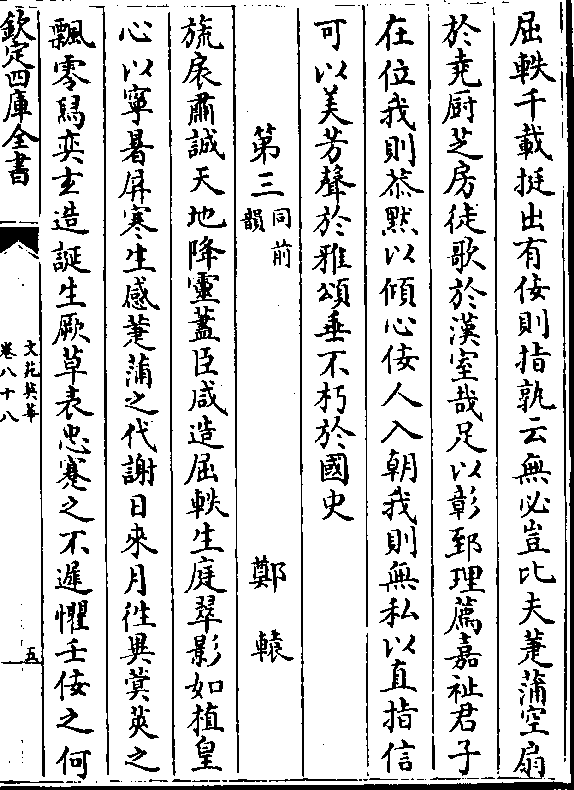 屈軼千載挺出有佞則指孰云無必豈比夫萐蒲空扇
於堯厨芝房徒歌於漢室哉足以彰郅理薦嘉祉君子
在位我則恭默以傾心佞人入朝我則無私以直指信
可以美芳聲於雅頌垂不朽於國史
第三同前韻 鄭轅
旒扆肅誠天地降靈蓋臣咸造屈軼生庭翠影如植皇
心以寧暑屏寒生感萐蒲之代謝日來月徃異蓂莢之
飄零舄奕玄造誕生厥草表忠蹇之不遲懼壬佞之何
欽定四庫全書
文苑英華
卷八十八
五